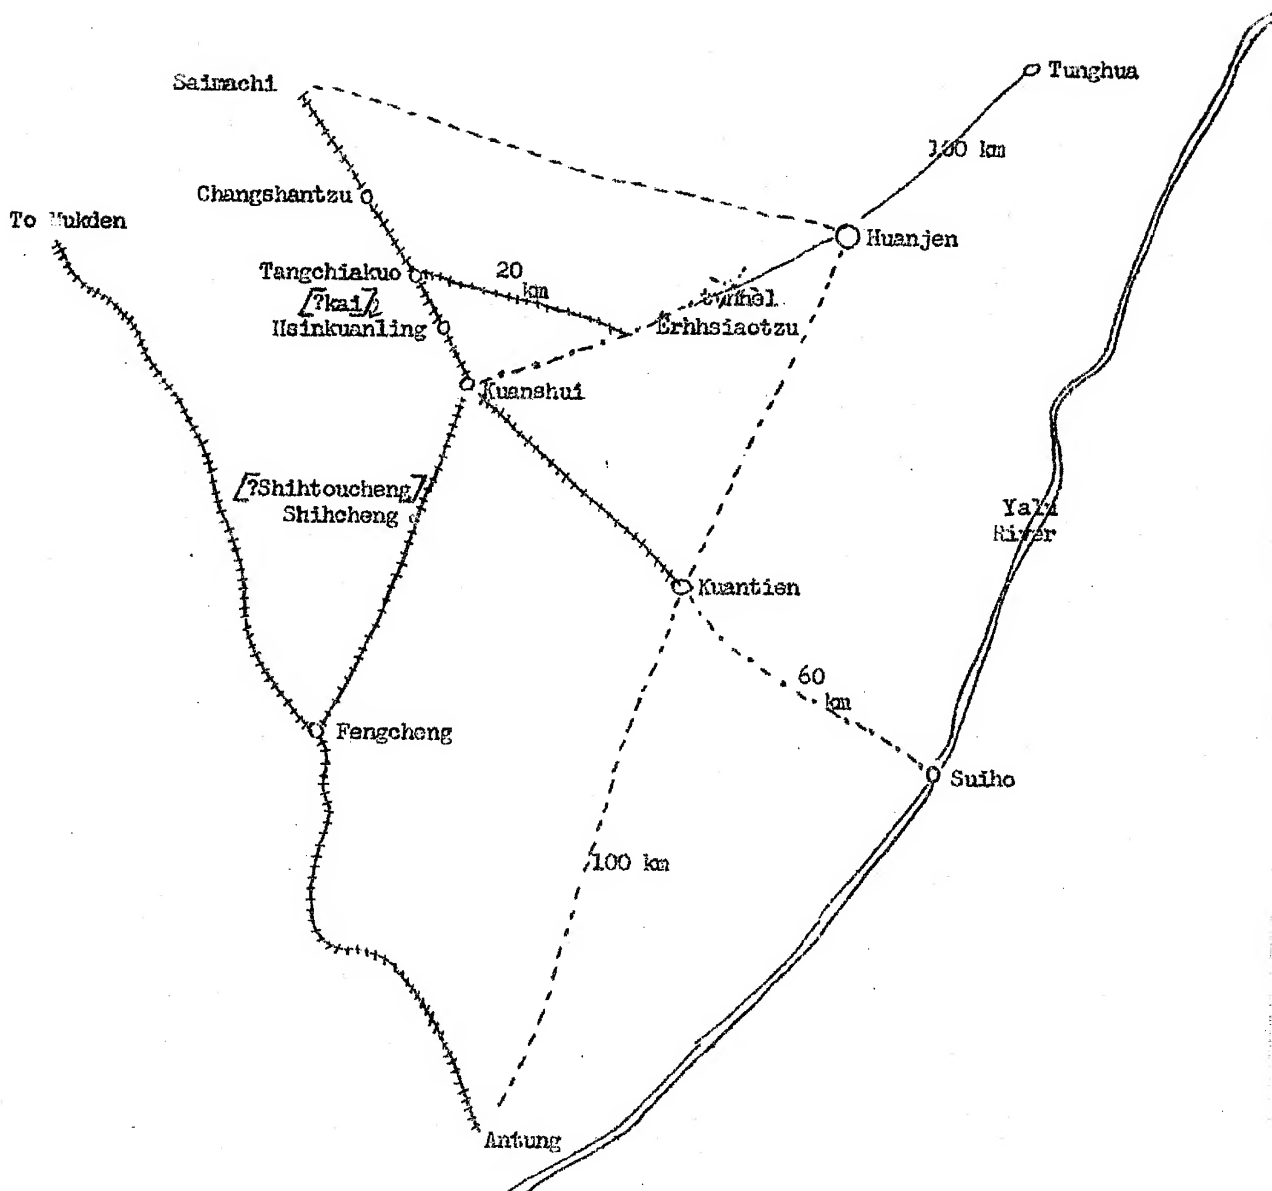 Saimachi
Tunghua
100 km
Changshantzu
To Mukden
Huanjen
Tangchiakuo
20
km
[?kai]
tunnel
Hsinkuanling
Erhhsiaotzu
Kuanshui
[?Shihtoucheng]
Shihcheng
Yalu
River
Kuantien
60
km
Fengcheng
Suiho
100 km
Antung